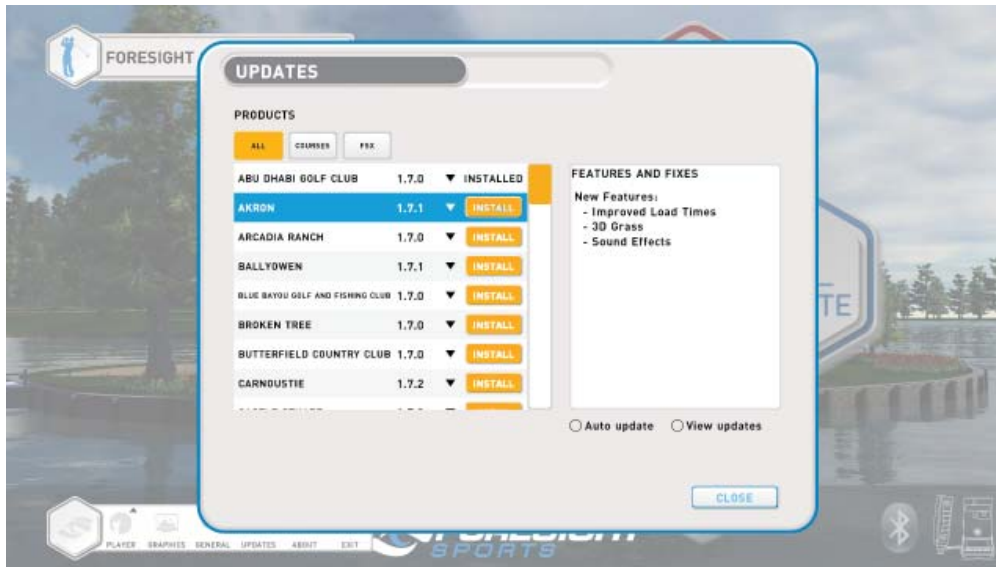 FORESIGHT
UPDATES
PRODUCTS
ALL COURSES FSX
ABU DHABI GOLF CLUB 1.7.0 ▼ INSTALLED
AKRON 1.7.1 ▼ INSTALL
ARCADIA RANCH 1.7.0 ▼ INSTALL
BALLYOWEN 1.7.1 ▼ INSTALL
BLUE BAYOU GOLF AND FISHING CLUB 1.7.0 ▼ INSTALL
BROKEN TREE 1.7.0 ▼ INSTALL
BUTTERFIELD COUNTRY CLUB 1.7.0 ▼ INSTALL
CARNOUSTIE 1.7.2 ▼ INSTALL
FEATURES AND FIXES
New Features:
- Improved Load Times
- 3D Grass
- Sound Effects
Auto update View updates
CLOSE
TE
PLAYER GRAPHICS GENERAL UPDATES ABOUT EXIT
FORESIGHT
SPORTS